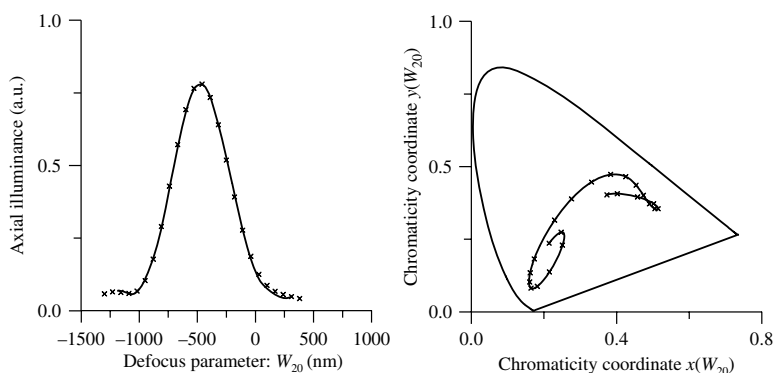 1.0
Axial illuminance (a.u.)
0.5
0.0
−1500 −1000 −500 0 500 1000
Defocus parameter: W20 (nm)
1.0
Chromaticity coordinate y(W20)
0.5
0.0
0.0 0.4 0.8
Chromaticity coordinate x(W20)